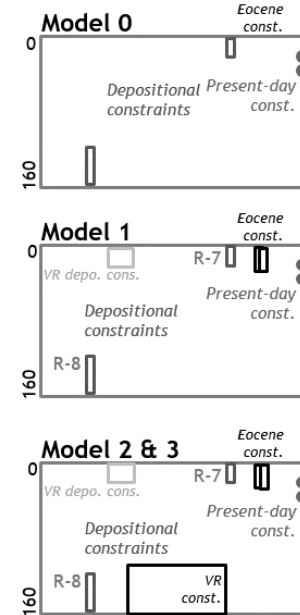 Model 0
Eocene
const.
0
Depositional
constraints
Present-day
const.
160
Model 1
Eocene
const.
0
VR depo. cons.
R-7
Present-day
const.
Depositional
constraints
R-8
160
Model 2 & 3
Eocene
const.
0
VR depo. cons.
R-7
Present-day
const.
Depositional
constraints
R-8
VR
const.
160